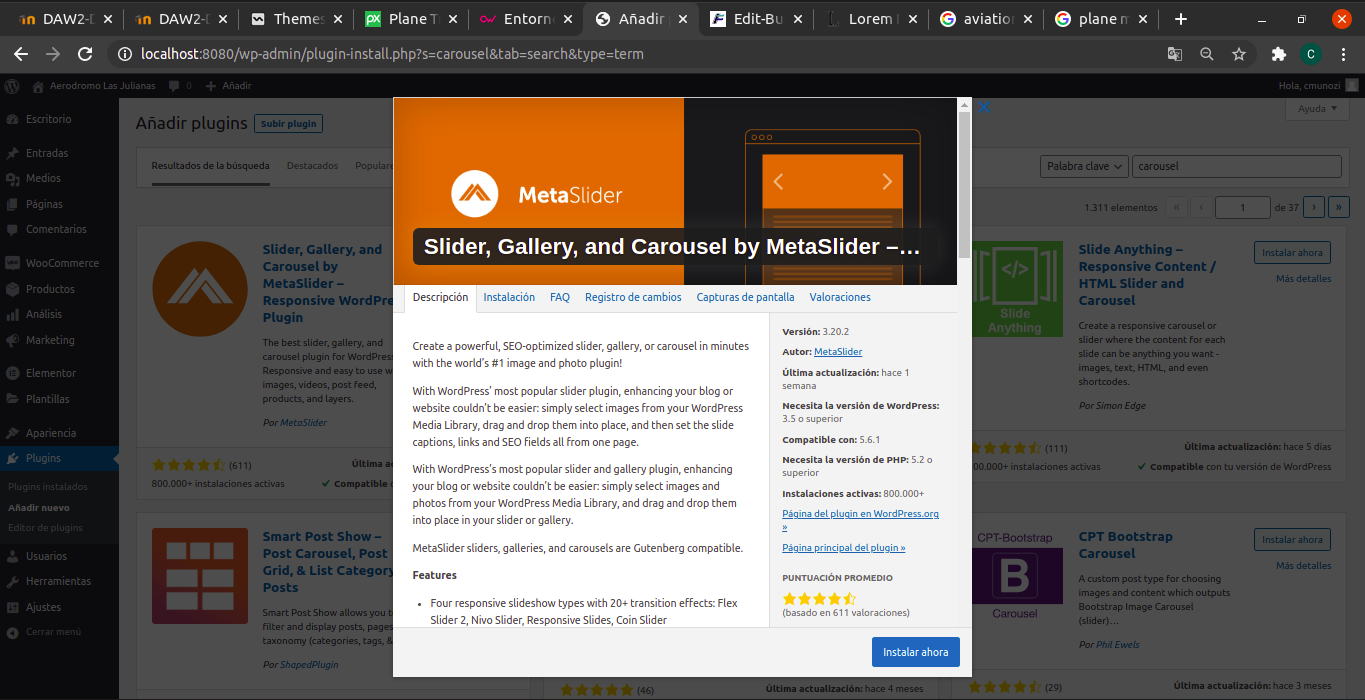 DAW2-D
DAW2-D
Themes
Plane T
Entorn
Añadir
Edit-Bu
Lorem I
aviatio
plane m
localhost:8080/wp-admin/plugin-install.php?s=carousel&tab=search&type=term
C
Aerodromo Las Julianas
0
Añadir
Hola, cmunozi
Escritorio
Entradas
Medios
Páginas
Comentarios
WooCommerce
Productos
Análisis
Marketing
Elementor
Plantillas
Apariencia
Plugins
Plugins instalados
Añadir nuevo
Editor de plugins
Usuarios
Herramientas
Ajustes
Cerrar menú
Añadir plugins
Subir plugin
Ayuda
Resultados de la búsqueda
Destacados
Populare
Palabra clave
carousel
1.311 elementos
«
‹
1
de 37
›
»
Slider, Gallery, and
Carousel by
MetaSlider –
Responsive WordPre
Plugin
The best slider, gallery, and
carousel plugin for WordPress
Responsive and easy to use w
images, videos, post feed,
products, and layers.
Por MetaSlider
(611)
Última a
800.000+ instalaciones activas
Compatible co
Smart Post Show –
Post Carousel, Post
Grid, & List Category
Posts
Smart Post Show allows you t
filter and display posts, pages
taxonomy (categories, tags, &
Por ShapedPlugin
MetaSlider
Slider, Gallery, and Carousel by MetaSlider –…
Descripción
Instalación
FAQ
Registro de cambios
Capturas de pantalla
Valoraciones
Create a powerful, SEO-optimized slider, gallery, or carousel in minutes
with the world’s #1 image and photo plugin!
With WordPress’ most popular slider plugin, enhancing your blog or
website couldn’t be easier: simply select images from your WordPress
Media Library, drag and drop them into place, and then set the slide
captions, links and SEO fields all from one page.
With WordPress’s most popular slider and gallery plugin, enhancing
your blog or website couldn’t be easier: simply select images and
photos from your WordPress Media Library, and drag and drop them
into place in your slider or gallery.
MetaSlider sliders, galleries, and carousels are Gutenberg compatible.
Features
• Four responsive slideshow types with 20+ transition effects: Flex
Slider 2, Nivo Slider, Responsive Slides, Coin Slider
Versión: 3.20.2
Autor: MetaSlider
Última actualización: hace 1
semana
Necesita la versión de WordPress:
3.5 o superior
Compatible con: 5.6.1
Necesita la versión de PHP: 5.2 o
superior
Instalaciones activas: 800.000+
Página del plugin en WordPress.org
»
Página principal del plugin »
PUNTUACIÓN PROMEDIO
(basado en 611 valoraciones)
Instalar ahora
(46)
Última actualización: hace 4 meses
</>
Slide
Anything
Slide Anything –
Responsive Content /
HTML Slider and
Carousel
Instalar ahora
Más detalles
Create a responsive carousel or
slider where the content for each
slide can be anything you want -
images, text, HTML, and even
shortcodes.
Por Simon Edge
(111)
Última actualización: hace 5 días
00.000+ instalaciones activas
Compatible con tu versión de WordPress
CPT-Bootstrap
B
Carousel
CPT Bootstrap
Carousel
Instalar ahora
Más detalles
A custom post type for choosing
images and content which outputs
Bootstrap Image Carousel
(slider)…
Por Phil Ewels
(29)
Última actualización: hace 3 meses